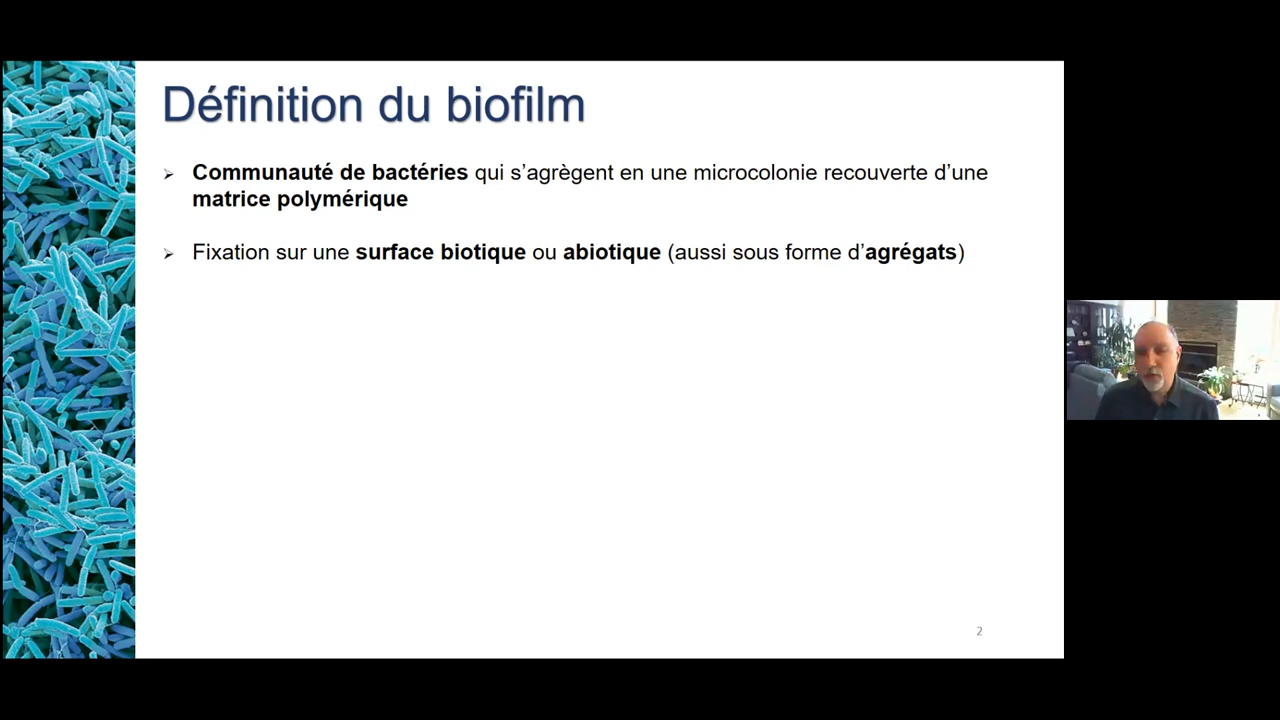 Définition du biofilm
➢ Communauté de bactéries qui s’agrègent en une microcolonie recouverte d’une
matrice polymérique
➢ Fixation sur une surface biotique ou abiotique (aussi sous forme d’agrégats)
2